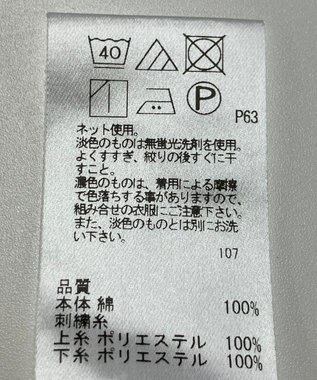 40
P
P63
ネット使用。
淡色のものは無蛍光洗剤を使用。
よくすすぎ、絞りの後すぐに干
すこと。
濃色のものは、着用による摩擦
で色落ちする事がありますので、
組み合せの衣服にご注意下さい。
また、淡色のものとは別にお洗
い下さい。
107
品質
本体 綿 100%
刺繍糸
上糸 ポリエステル 100%
下糸 ポリエステル 100%